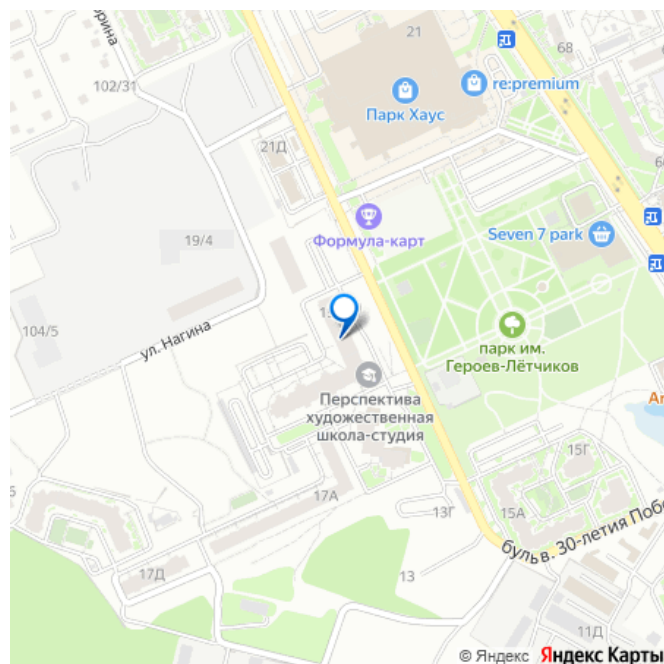 21
68
102/31
re:premium
Парк Хаус
21Д
Формула-карт
Seven 7 park
19/4
104/5
ул. Нагина
парк им.
Героев-Лётчиков
Перспектива
художественная
школа-студия
15Г
17А
15А
13Г
бульв. 30-летия Побе
17Д
13
11Д
© Яндекс Яндекс Карты